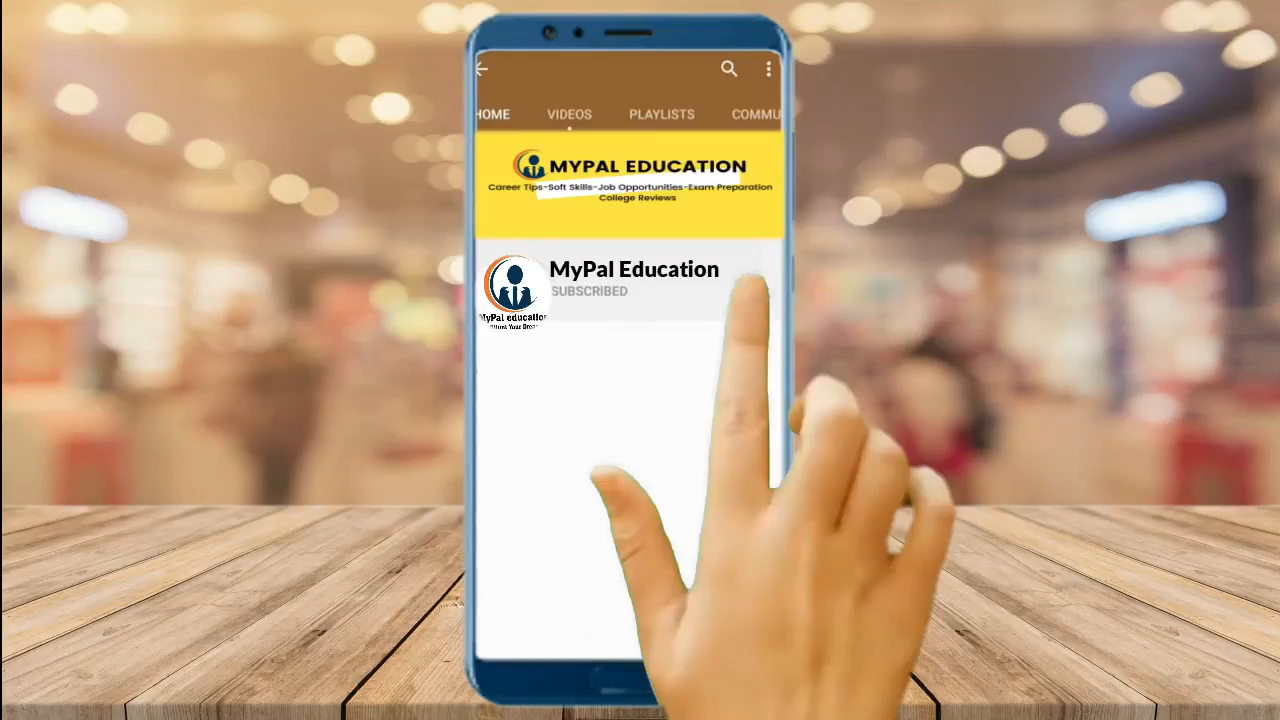 HOME VIDEOS PLAYLISTS COMMU
MYPAL EDUCATION
Career Tips-Soft Skills-Job Opportunities-Exam Preparation
College Reviews
MyPal Education
SUBSCRIBED
MyPal education
Your